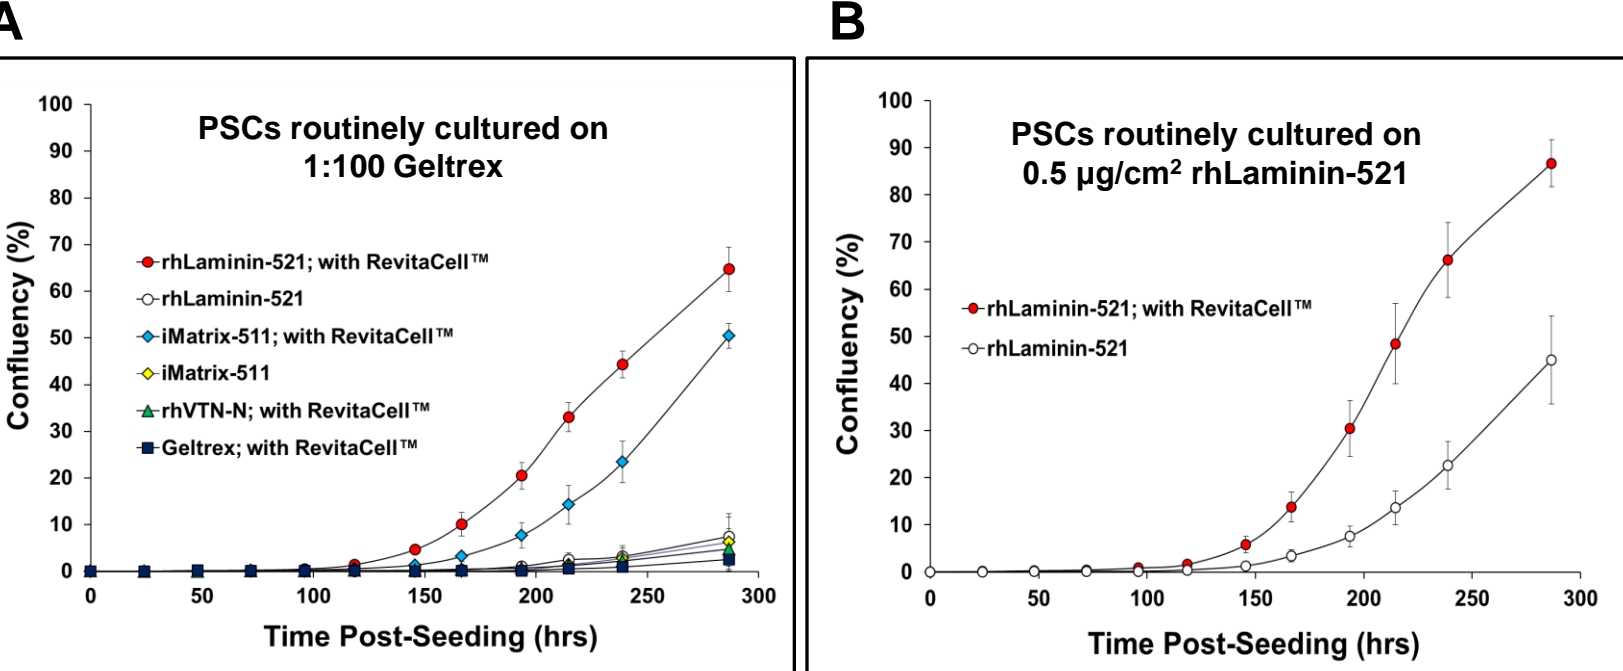 A
PSCs routinely cultured on
1:100 Geltrex
Confluency (%)
100
90
80
70
60
50
40
30
20
10
0
rhLaminin-521; with RevitaCell™
rhLaminin-521
iMatrix-511; with RevitaCell™
iMatrix-511
rhVTN-N; with RevitaCell™
Geltrex; with RevitaCell™
0 50 100 150 200 250 300
Time Post-Seeding (hrs)
B
PSCs routinely cultured on
0.5 µg/cm² rhLaminin-521
Confluency (%)
100
90
80
70
60
50
40
30
20
10
0
rhLaminin-521; with RevitaCell™
rhLaminin-521
0 50 100 150 200 250 300
Time Post-Seeding (hrs)